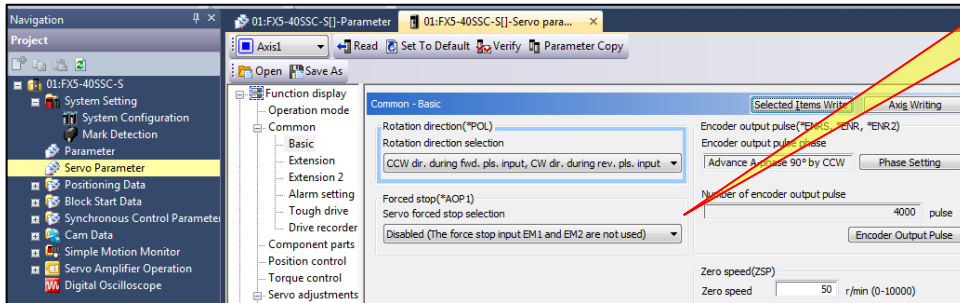 Navigation
Project
01:FX5-40SSC-S
System Setting
System Configuration
Mark Detection
Parameter
Servo Parameter
Positioning Data
Block Start Data
Synchronous Control Parameter
Cam Data
Simple Motion Monitor
Servo Amplifier Operation
Digital Oscilloscope
01:FX5-40SSC-S[]-Parameter
01:FX5-40SSC-S[]-Servo para...
Axis1
Read
Set To Default
Verify
Parameter Copy
Open
Save As
Function display
Operation mode
Common
Basic
Extension
Extension 2
Alarm setting
Tough drive
Drive recorder
Component parts
Position control
Torque control
Servo adjustments
Common - Basic
Selected Items Write
Axis Writing
Rotation direction(*POL)
Rotation direction selection
CCW dir. during fwd. pls. input, CW dir. during rev. pls. input
Forced stop(*AOP1)
Servo forced stop selection
Disabled (The force stop input EM1 and EM2 are not used)
Encoder output pulse(*ENRS, *ENR, *ENR2)
Encoder output pulse phase
Advance A-phase 90° by CCW
Phase Setting
Number of encoder output pulse
4000 pulse
Encoder Output Pulse
Zero speed(ZSP)
Zero speed 50 r/min (0-10000)